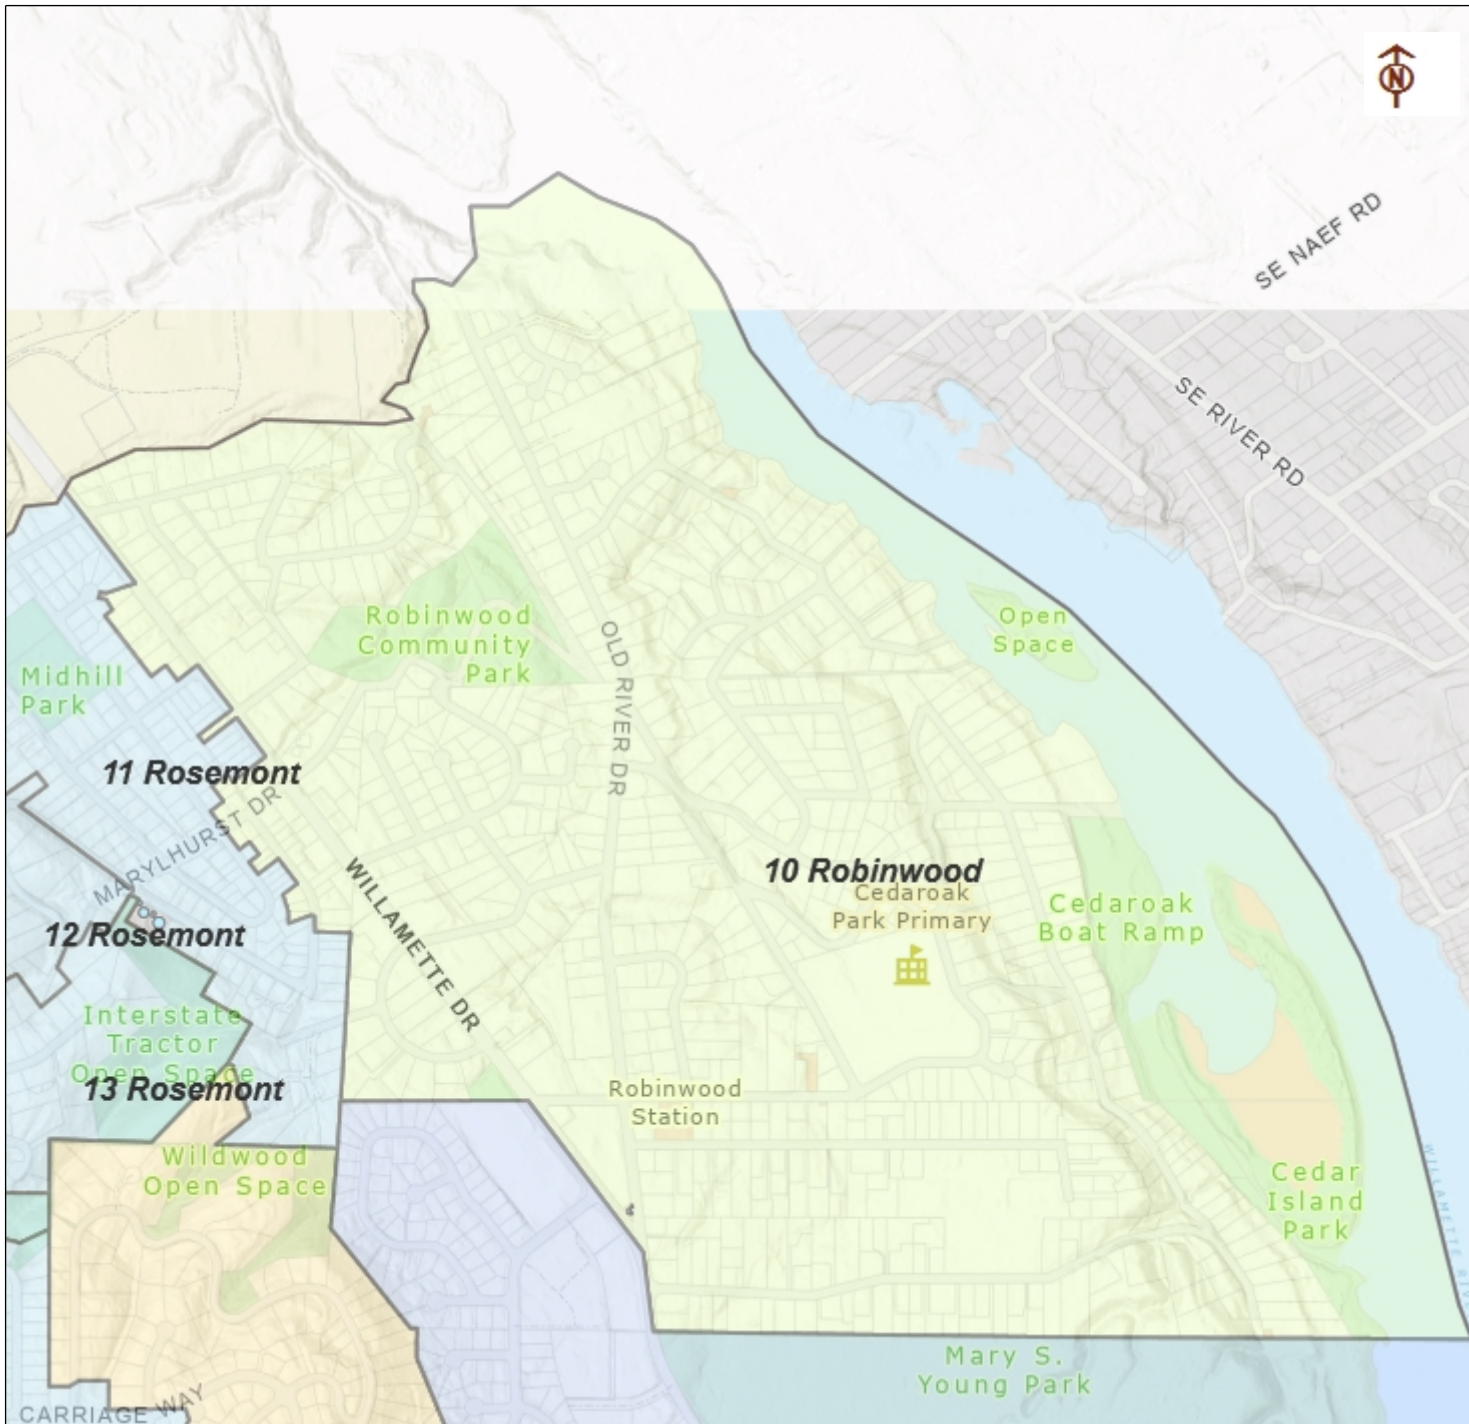 N
SE NAEF RD
SE RIVER RD
Robinwood
Community
Park
OLD RIVER DR
Open
Space
Midhill
Park
11 Rosemont
MARYLHURST DR
WILLAMETTE DR
10 Robinwood
Cedaroak
Park Primary
Cedaroak
Boat Ramp
12 Rosemont
Interstate
Tractor
Open Space
13 Rosemont
Robinwood
Station
Wildwood
Open Space
Cedar
Island
Park
Mary S.
Young Park
CARRIAGE WAY